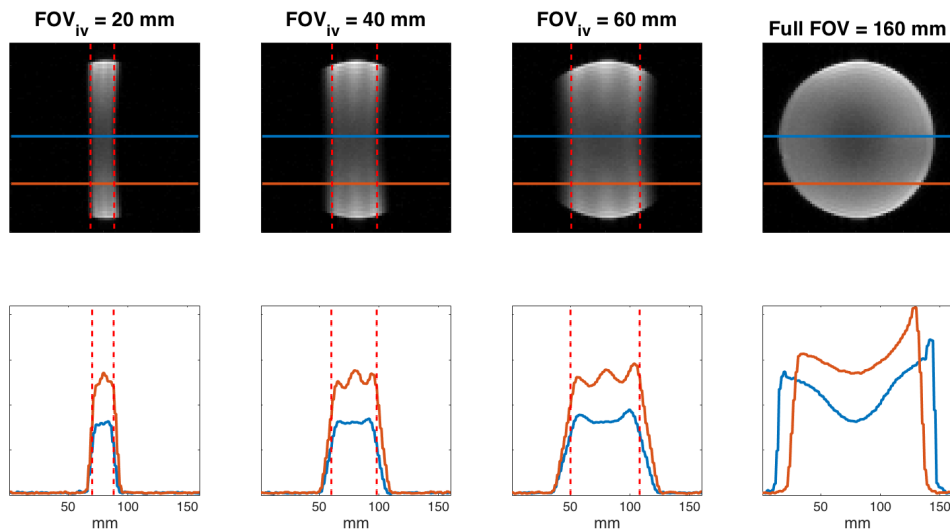 FOViv = 20 mm
FOViv = 40 mm
FOViv = 60 mm
Full FOV = 160 mm
50 100 150
50 100 150
50 100 150
50 100 150
mm
mm
mm
mm